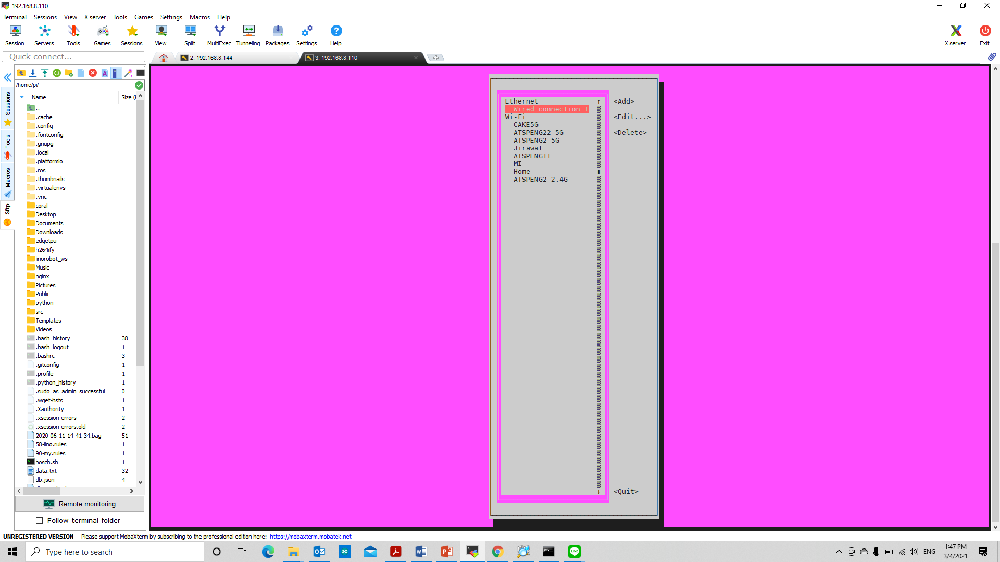 192.168.8.110
Terminal Sessions View X server Tools Games Settings Macros Help
Session Servers Tools Games Sessions View Split MultiExec Tunneling Packages Settings Help X server Exit
Quick connect...
2. 192.168.8.144
3. 192.168.8.110
Sessions
Tools
Macros
Sftp
/home/pi/
Name Size (
..
.cache
.config
.fontconfig
.gnupg
.local
.platformio
.ros
.thumbnails
.virtualenvs
.vnc
coral
Desktop
Documents
Downloads
edgetpu
h264ify
linorobot_ws
Music
nginx
Pictures
Public
python
src
Templates
Videos
.bash_history 38
.bash_logout 1
.bashrc 3
.gitconfig 1
.profile 1
.python_history 1
.sudo_as_admin_successful 0
.wget-hsts 1
.Xauthority 1
.xsession-errors 2
.xsession-errors.old 2
2020-06-11-14-41-34.bag 51
58-lino.rules 1
90-my.rules 1
bosch.sh 1
data.txt 32
db.json 4
Remote monitoring
Follow terminal folder
Ethernet
Wired connection 1
Wi-Fi
CAKE5G
ATSPENG22_5G
ATSPENG2_5G
Jirawat
ATSPENG11
MI
Home
ATSPENG2_2.4G
<Add>
<Edit...>
<Delete>
<Quit>
UNREGISTERED VERSION - Please support MobaXterm by subscribing to the professional edition here: https://mobaxterm.mobatek.net
Type here to search
ENG
1:47 PM
3/4/2021